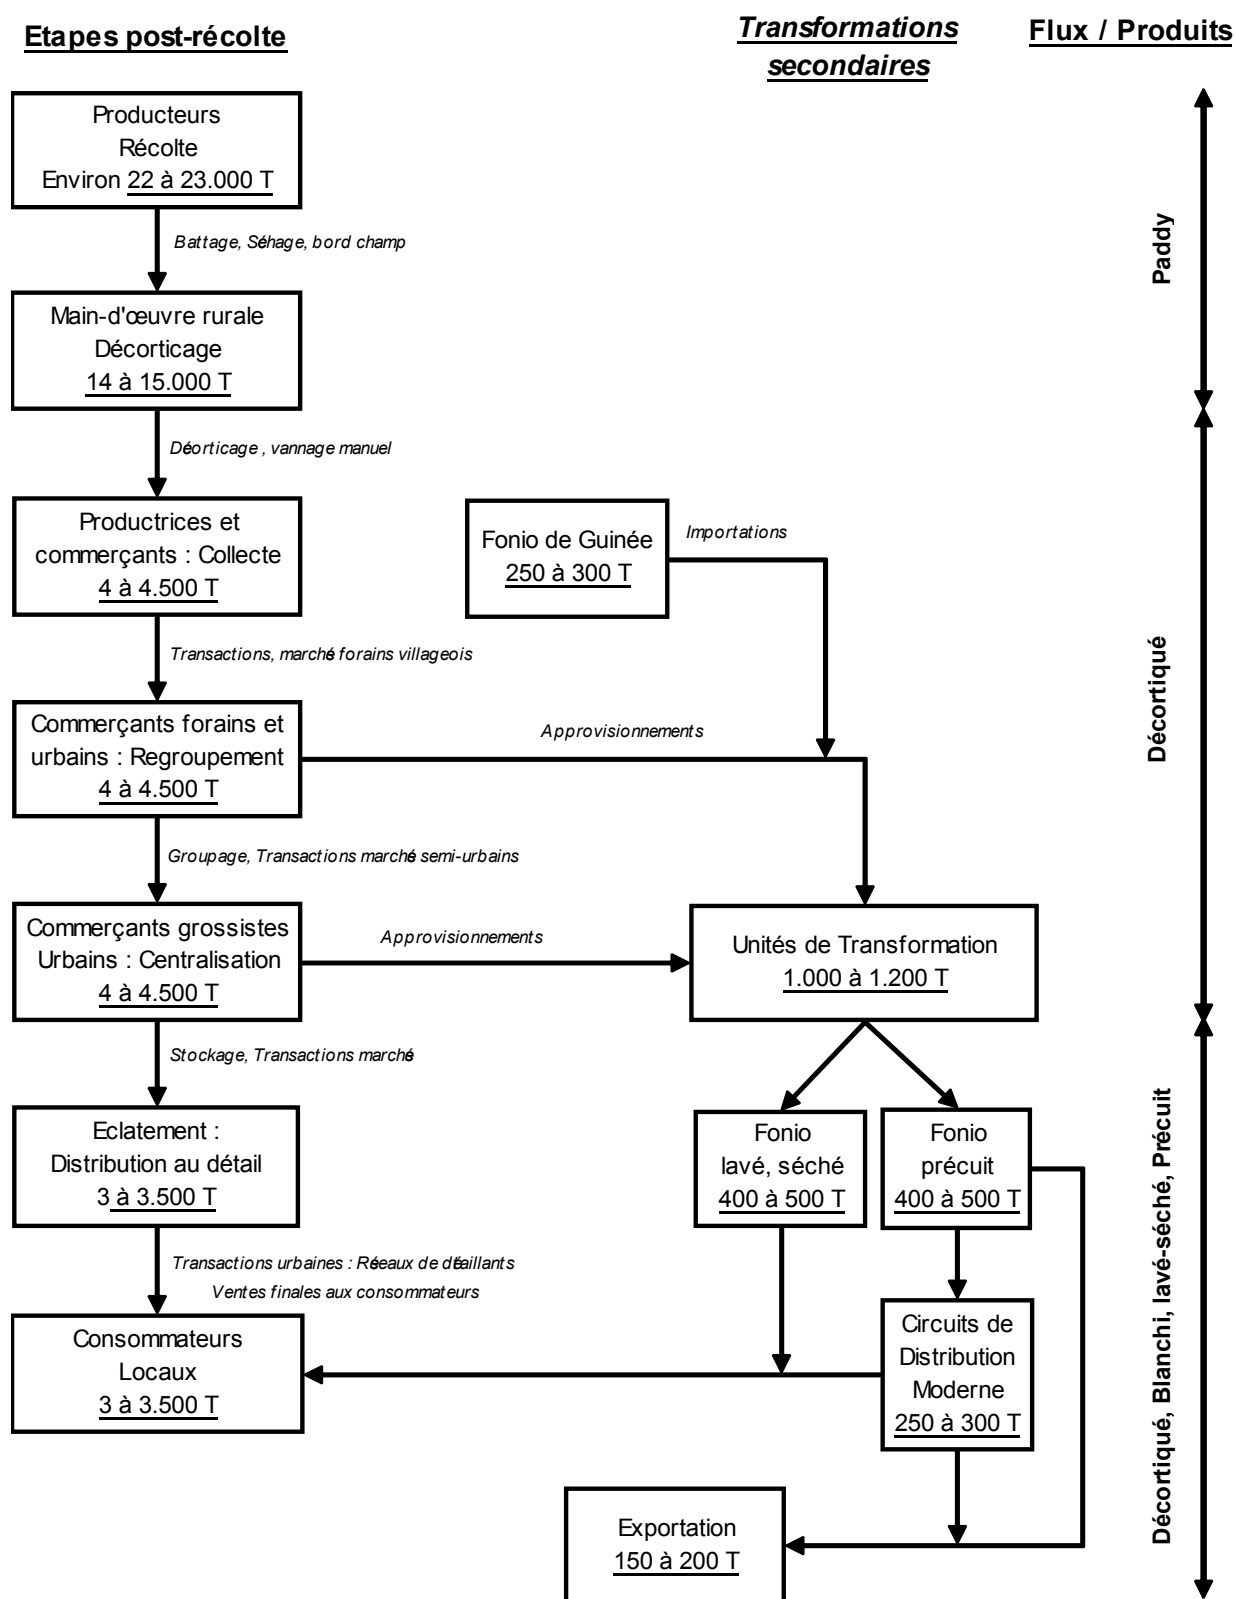 Etapes post-récolte
Transformations
secondaires
Flux / Produits
Producteurs
Récolte
Environ 22 à 23.000 T
Battage, Séhage, bord champ
Paddy
Main-d'œuvre rurale
Décorticage
14 à 15.000 T
Déorticage , vannage manuel
Productrices et
commerçants : Collecte
4 à 4.500 T
Fonio de Guinée
250 à 300 T
Importations
Transactions, marché forains villageois
Décortiqué
Commerçants forains et
urbains : Regroupement
4 à 4.500 T
Approvisionnements
Groupage, Transactions marché semi-urbains
Commerçants grossistes
Urbains : Centralisation
4 à 4.500 T
Approvisionnements
Unités de Transformation
1.000 à 1.200 T
Stockage, Transactions marché
Eclatement :
Distribution au détail
3 à 3.500 T
Fonio
lavé, séché
400 à 500 T
Fonio
précuit
400 à 500 T
Décortiqué, Blanchi, lavé-séché, Précuit
Transactions urbaines : Réseaux de détaillants
Ventes finales aux consommateurs
Consommateurs
Locaux
3 à 3.500 T
Circuits de
Distribution
Moderne
250 à 300 T
Exportation
150 à 200 T